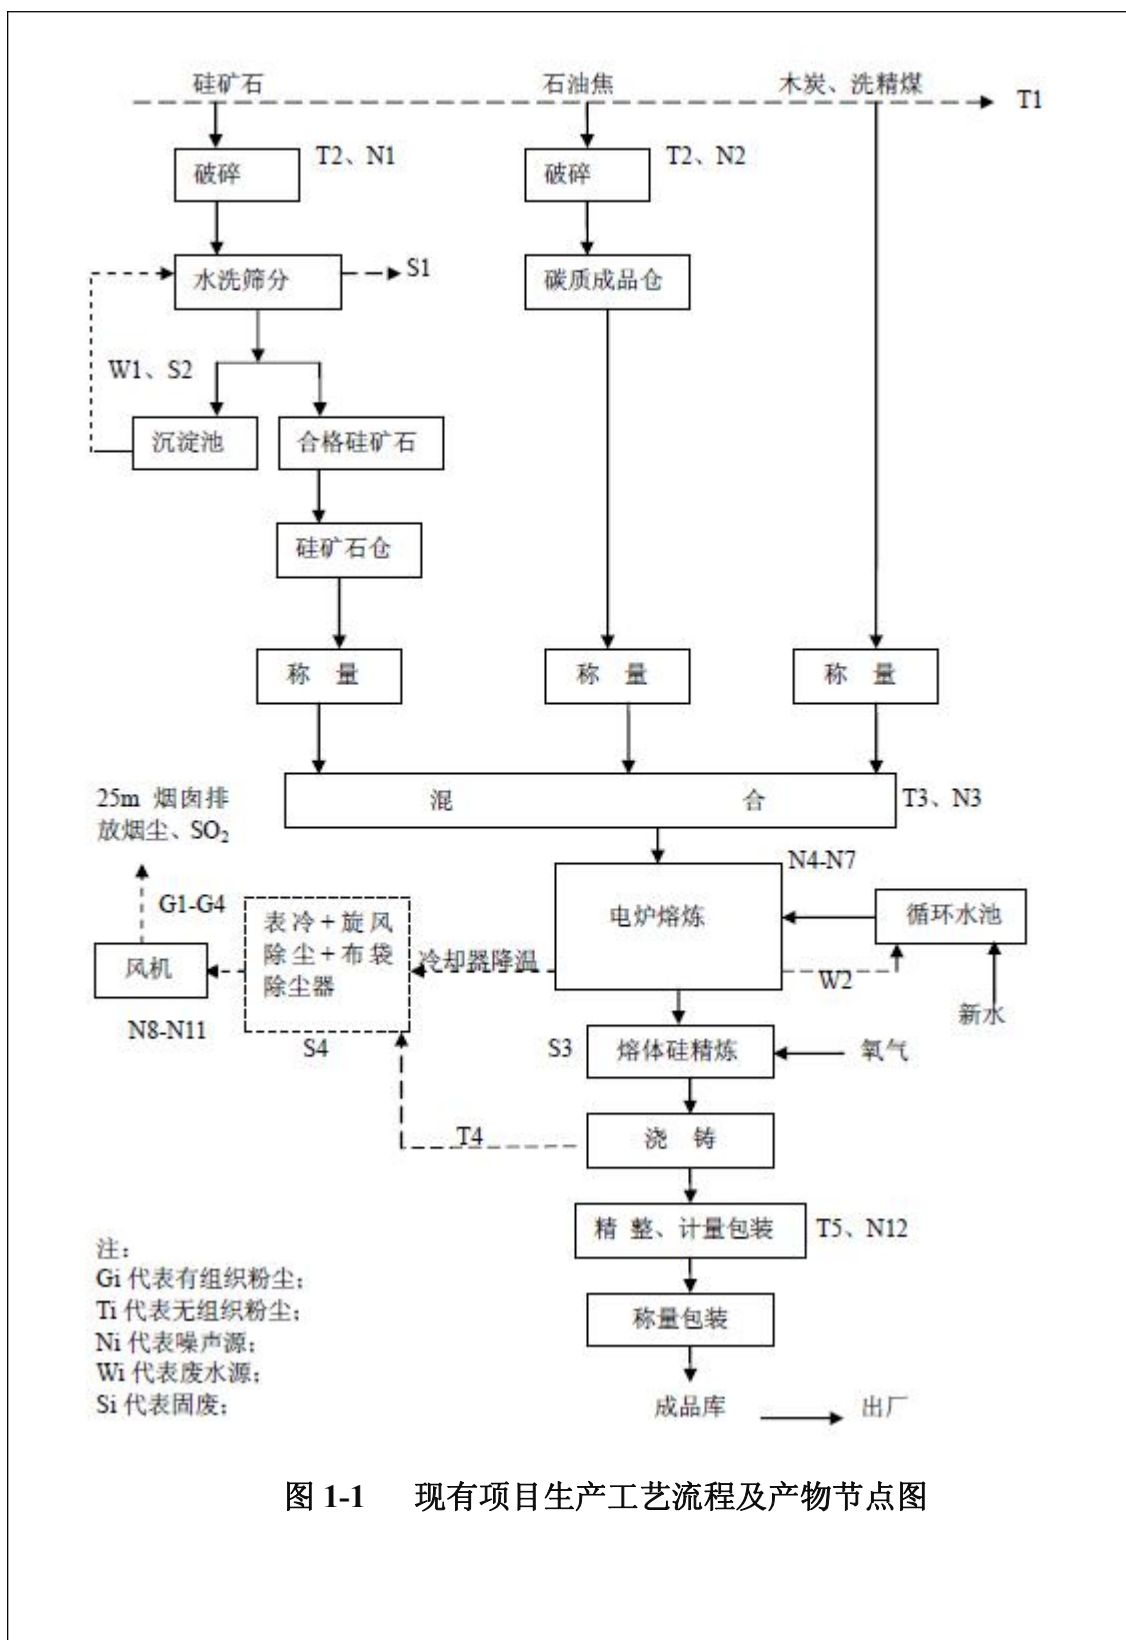 硅矿石
石油焦
木炭、洗精煤
T1
破碎
T2、N1
破碎
T2、N2
水洗筛分
S1
碳质成品仓
W1、S2
沉淀池
合格硅矿石
硅矿石仓
称 量
称 量
称 量
混 合
T3、N3
25m 烟囱排
放烟尘、SO₂
N4-N7
电炉熔炼
循环水池
G1-G4
表冷+旋风
除尘+布袋
除尘器
冷却器降温
风机
W2
新水
N8-N11
S4
S3
熔体硅精炼
氧气
T4
浇 铸
精 整、计量包装
T5、N12
注：
Gi 代表有组织粉尘；
Ti 代表无组织粉尘；
Ni 代表噪声源；
Wi 代表废水源；
Si 代表固废；
称量包装
成品库
出厂
图 1-1 现有项目生产工艺流程及产物节点图